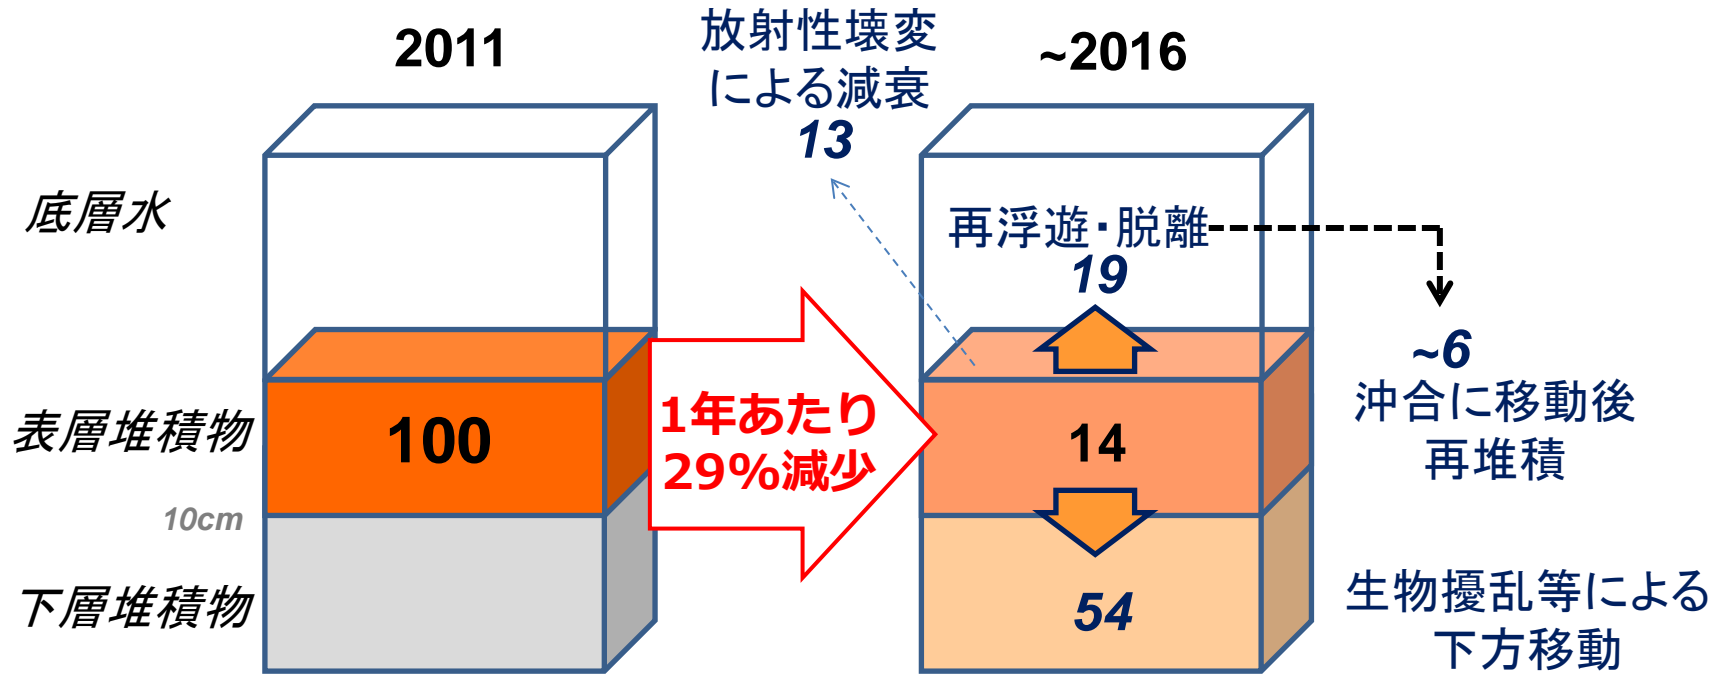 2011
放射性壊変
による減衰
13
~2016
底層水
再浮遊・脱離
19
~6
沖合に移動後
再堆積
表層堆積物
100
1年あたり
29%減少
14
10cm
下層堆積物
54
生物擾乱等による
下方移動